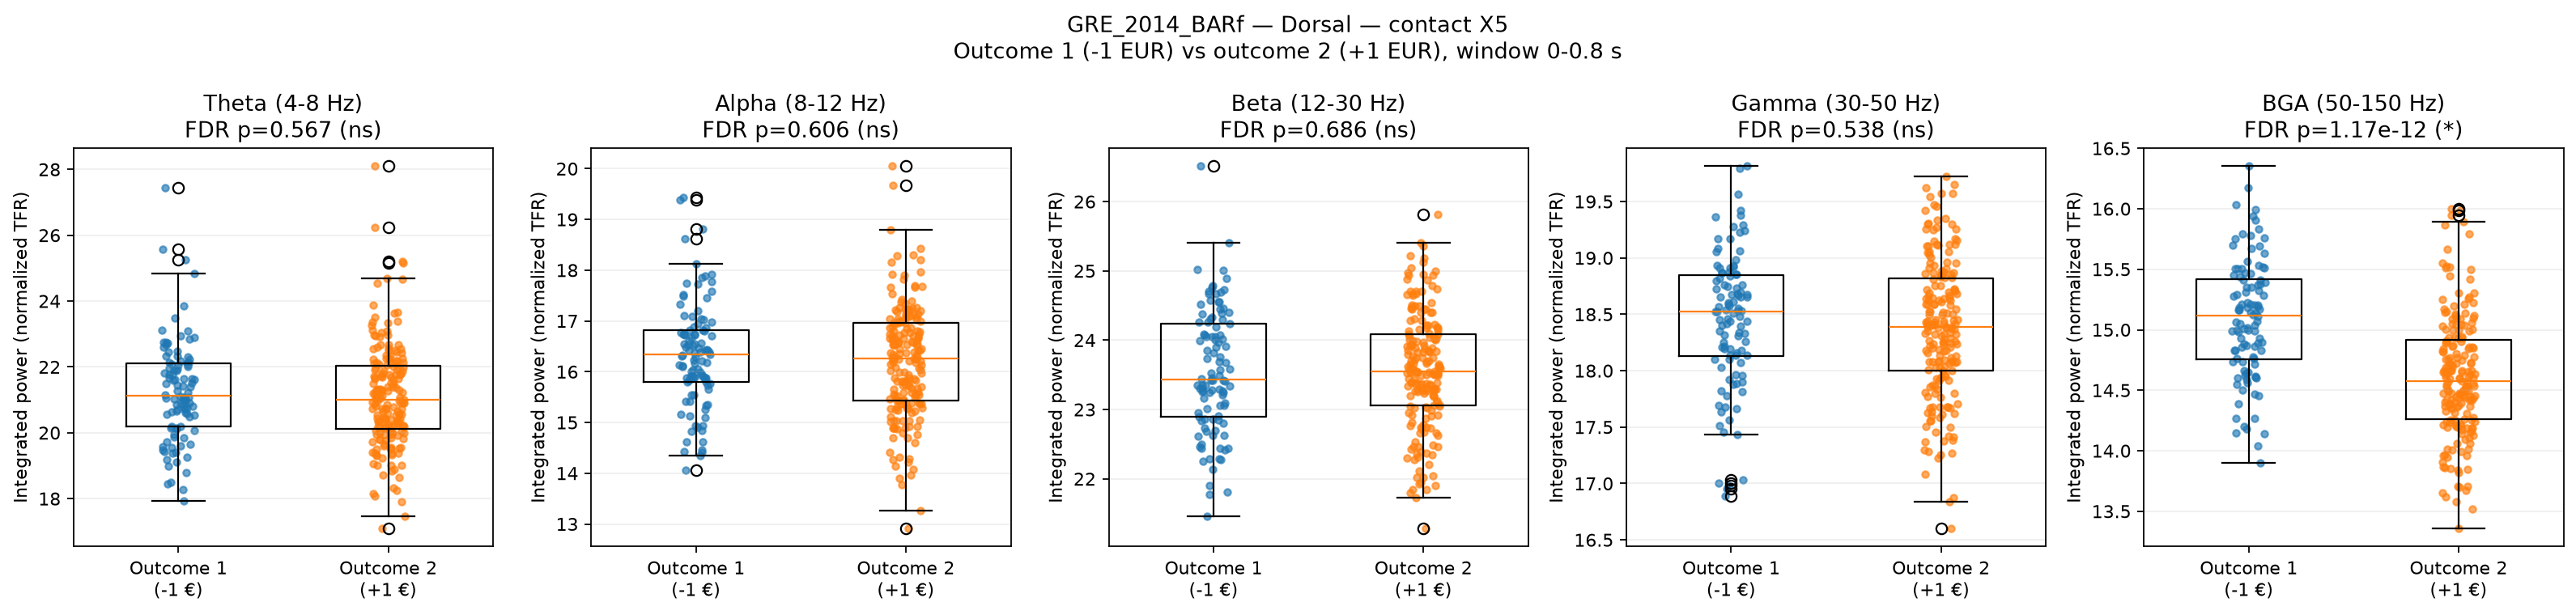 GRE_2014_BARf — Dorsal — contact X5
Outcome 1 (-1 EUR) vs outcome 2 (+1 EUR), window 0-0.8 s
Theta (4-8 Hz)
FDR p=0.567 (ns)
Integrated power (normalized TFR)
28
26
24
22
20
18
Outcome 1
(-1 €)
Outcome 2
(+1 €)
Alpha (8-12 Hz)
FDR p=0.606 (ns)
Integrated power (normalized TFR)
20
19
18
17
16
15
14
13
Outcome 1
(-1 €)
Outcome 2
(+1 €)
Beta (12-30 Hz)
FDR p=0.686 (ns)
Integrated power (normalized TFR)
26
25
24
23
22
Outcome 1
(-1 €)
Outcome 2
(+1 €)
Gamma (30-50 Hz)
FDR p=0.538 (ns)
Integrated power (normalized TFR)
19.5
19.0
18.5
18.0
17.5
17.0
16.5
Outcome 1
(-1 €)
Outcome 2
(+1 €)
BGA (50-150 Hz)
FDR p=1.17e-12 (*)
Integrated power (normalized TFR)
16.5
16.0
15.5
15.0
14.5
14.0
13.5
Outcome 1
(-1 €)
Outcome 2
(+1 €)